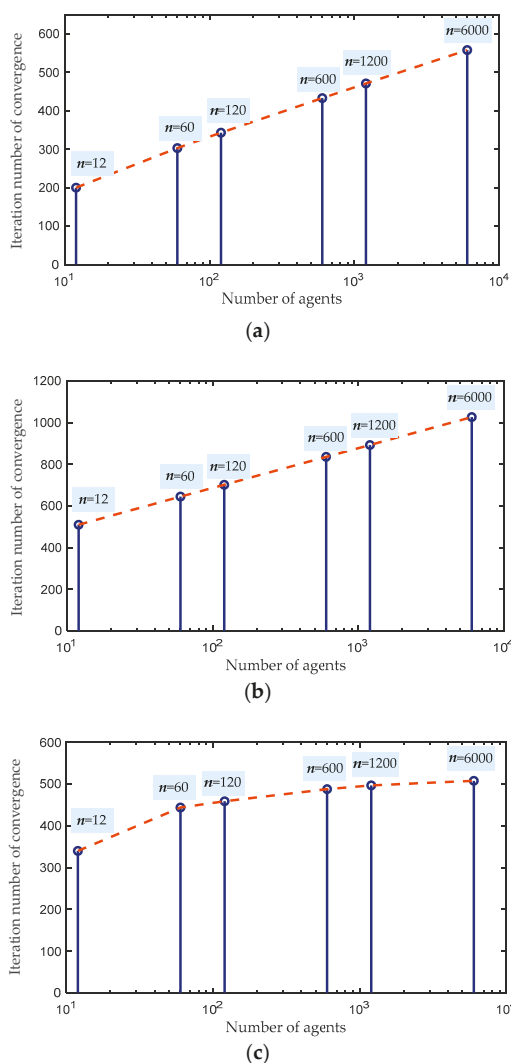 600
500
400
300
200
100
0
Iteration number of convergence
n=12
n=60
n=120
n=600
n=1200
n=6000
10^1
10^2
10^3
10^4
Number of agents
(a)
1200
1000
800
600
400
200
0
Iteration number of convergence
n=12
n=60
n=120
n=600
n=1200
n=6000
10^1
10^2
10^3
10^4
Number of agents
(b)
600
500
400
300
200
100
0
Iteration number of convergence
n=12
n=60
n=120
n=600
n=1200
n=6000
10^1
10^2
10^3
10^4
Number of agents
(c)